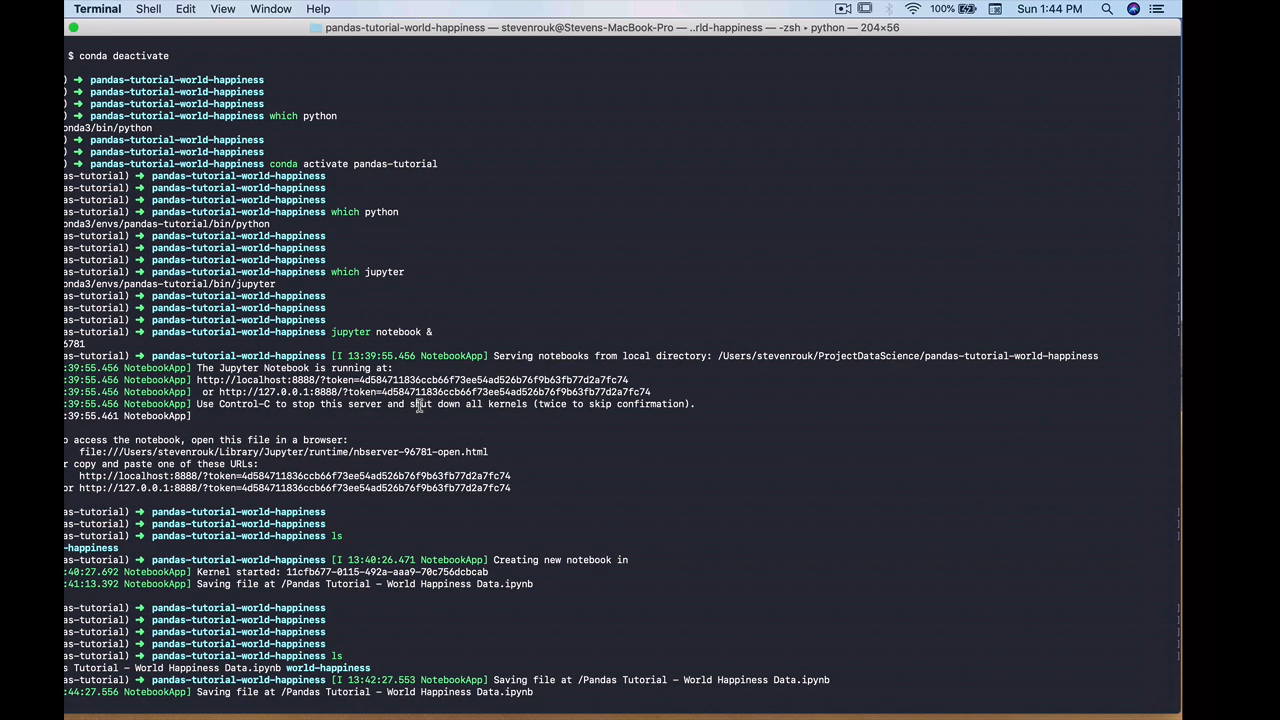 Terminal Shell Edit View Window Help 100% Sun 1:44 PM
pandas-tutorial-world-happiness — stevenrouk@Stevens-MacBook-Pro — ..rld-happiness — -zsh ▸ python — 204×56
$ conda deactivate
) ➜ pandas-tutorial-world-happiness
) ➜ pandas-tutorial-world-happiness
) ➜ pandas-tutorial-world-happiness
) ➜ pandas-tutorial-world-happiness which python
onda3/bin/python
) ➜ pandas-tutorial-world-happiness
) ➜ pandas-tutorial-world-happiness
) ➜ pandas-tutorial-world-happiness conda activate pandas-tutorial
as-tutorial) ➜ pandas-tutorial-world-happiness
as-tutorial) ➜ pandas-tutorial-world-happiness
as-tutorial) ➜ pandas-tutorial-world-happiness
as-tutorial) ➜ pandas-tutorial-world-happiness which python
onda3/envs/pandas-tutorial/bin/python
as-tutorial) ➜ pandas-tutorial-world-happiness
as-tutorial) ➜ pandas-tutorial-world-happiness
as-tutorial) ➜ pandas-tutorial-world-happiness
as-tutorial) ➜ pandas-tutorial-world-happiness which jupyter
onda3/envs/pandas-tutorial/bin/jupyter
as-tutorial) ➜ pandas-tutorial-world-happiness
as-tutorial) ➜ pandas-tutorial-world-happiness
as-tutorial) ➜ pandas-tutorial-world-happiness
as-tutorial) ➜ pandas-tutorial-world-happiness jupyter notebook &
6781
as-tutorial) ➜ pandas-tutorial-world-happiness [I 13:39:55.456 NotebookApp] Serving notebooks from local directory: /Users/stevenrouk/ProjectDataScience/pandas-tutorial-world-happiness
:39:55.456 NotebookApp] The Jupyter Notebook is running at:
:39:55.456 NotebookApp] http://localhost:8888/?token=4d584711836ccb66f73ee54ad526b76f9b63fb77d2a7fc74
:39:55.456 NotebookApp]  or http://127.0.0.1:8888/?token=4d584711836ccb66f73ee54ad526b76f9b63fb77d2a7fc74
:39:55.456 NotebookApp] Use Control-C to stop this server and shut down all kernels (twice to skip confirmation).
:39:55.461 NotebookApp]
o access the notebook, open this file in a browser:
file:///Users/stevenrouk/Library/Jupyter/runtime/nbserver-96781-open.html
r copy and paste one of these URLs:
http://localhost:8888/?token=4d584711836ccb66f73ee54ad526b76f9b63fb77d2a7fc74
or http://127.0.0.1:8888/?token=4d584711836ccb66f73ee54ad526b76f9b63fb77d2a7fc74
as-tutorial) ➜ pandas-tutorial-world-happiness
as-tutorial) ➜ pandas-tutorial-world-happiness
as-tutorial) ➜ pandas-tutorial-world-happiness ls
-happiness
as-tutorial) ➜ pandas-tutorial-world-happiness [I 13:40:26.471 NotebookApp] Creating new notebook in
:40:27.692 NotebookApp] Kernel started: 11cfb677-0115-492a-aaa9-70c756dcbcab
:41:13.392 NotebookApp] Saving file at /Pandas Tutorial – World Happiness Data.ipynb
as-tutorial) ➜ pandas-tutorial-world-happiness
as-tutorial) ➜ pandas-tutorial-world-happiness
as-tutorial) ➜ pandas-tutorial-world-happiness
as-tutorial) ➜ pandas-tutorial-world-happiness
as-tutorial) ➜ pandas-tutorial-world-happiness ls
s Tutorial – World Happiness Data.ipynb world-happiness
as-tutorial) ➜ pandas-tutorial-world-happiness [I 13:42:27.553 NotebookApp] Saving file at /Pandas Tutorial – World Happiness Data.ipynb
:44:27.556 NotebookApp] Saving file at /Pandas Tutorial – World Happiness Data.ipynb